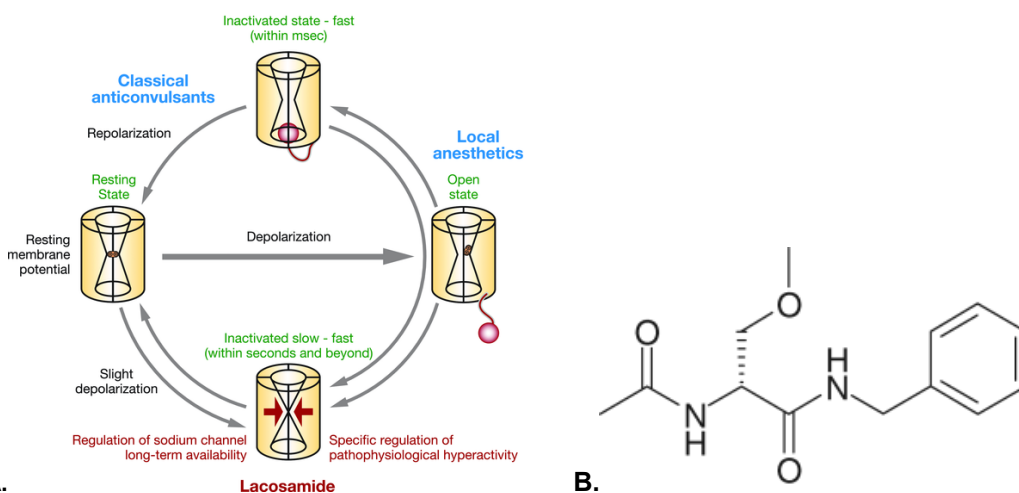 Inactivated state - fast
(within msec)
Classical
anticonvulsants
Repolarization
Local
anesthetics
Resting
State
Open
state
Resting
membrane
potential
Depolarization
Inactivated slow - fast
(within seconds and beyond)
Slight
depolarization
Regulation of sodium channel
long-term availability
Specific regulation of
pathophysiological hyperactivity
Lacosamide
O
O
N
H
H
N
O
B.